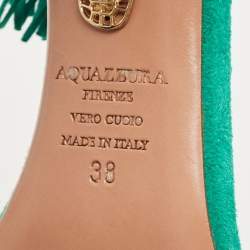 AQUAZZURA
FIRENZE
VERO CUOIO
MADE IN ITALY
38